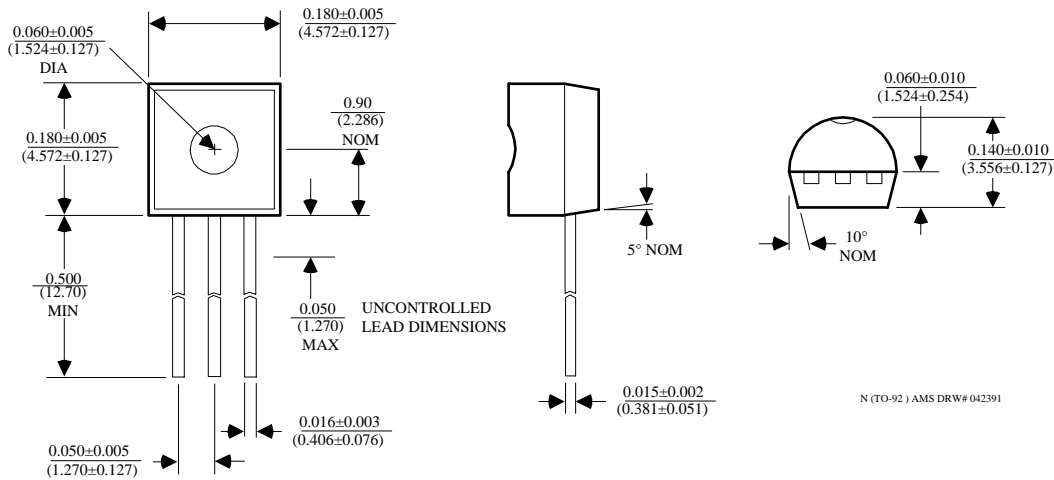 0.060±0.005
(1.524±0.127)
DIA
0.180±0.005
(4.572±0.127)
0.180±0.005
(4.572±0.127)
0.90
(2.286)
NOM
0.500
(12.70)
MIN
0.050
(1.270)
MAX
UNCONTROLLED
LEAD DIMENSIONS
0.016±0.003
(0.406±0.076)
0.050±0.005
(1.270±0.127)
5° NOM
0.015±0.002
(0.381±0.051)
0.060±0.010
(1.524±0.254)
0.140±0.010
(3.556±0.127)
10°
NOM
N (TO-92 ) AMS DRW# 042391